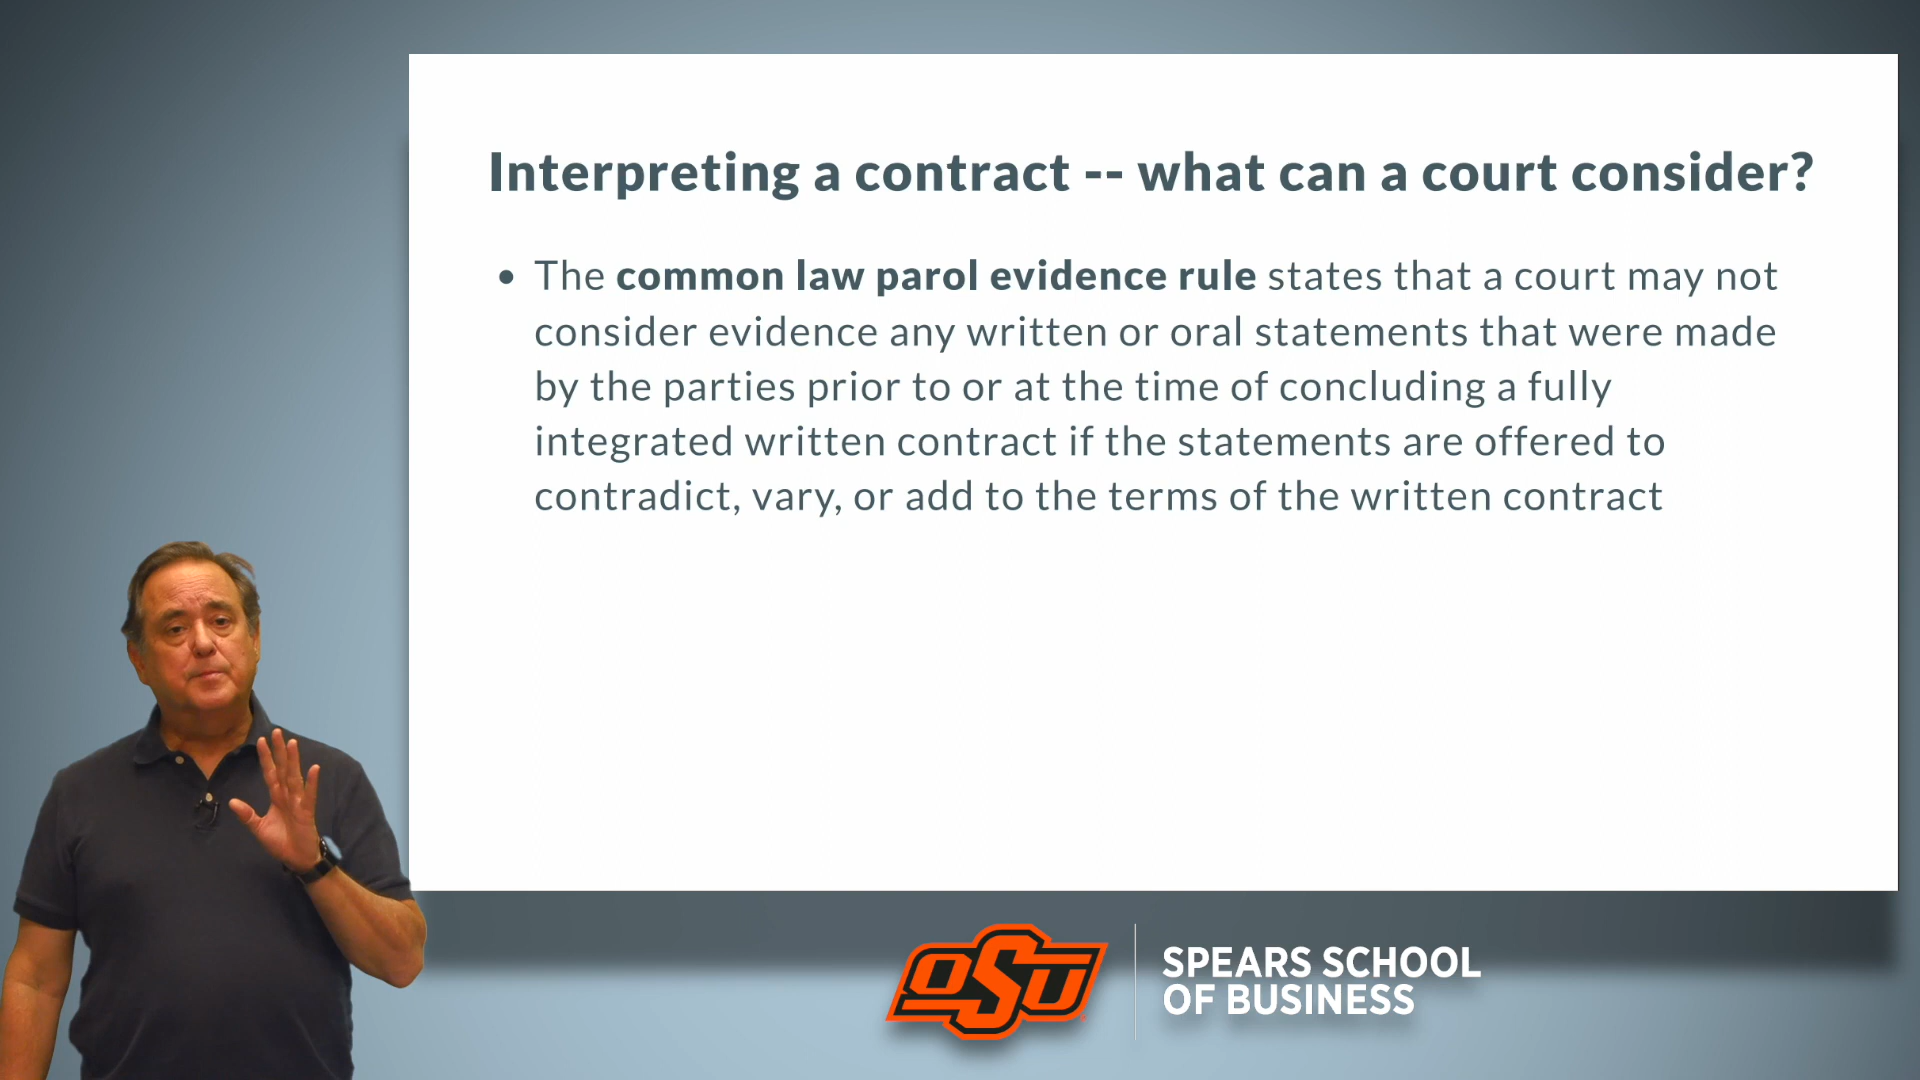 Interpreting a contract -- what can a court consider?
• The common law parol evidence rule states that a court may not
consider evidence any written or oral statements that were made
by the parties prior to or at the time of concluding a fully
integrated written contract if the statements are offered to
contradict, vary, or add to the terms of the written contract
OSU
SPEARS SCHOOL
OF BUSINESS